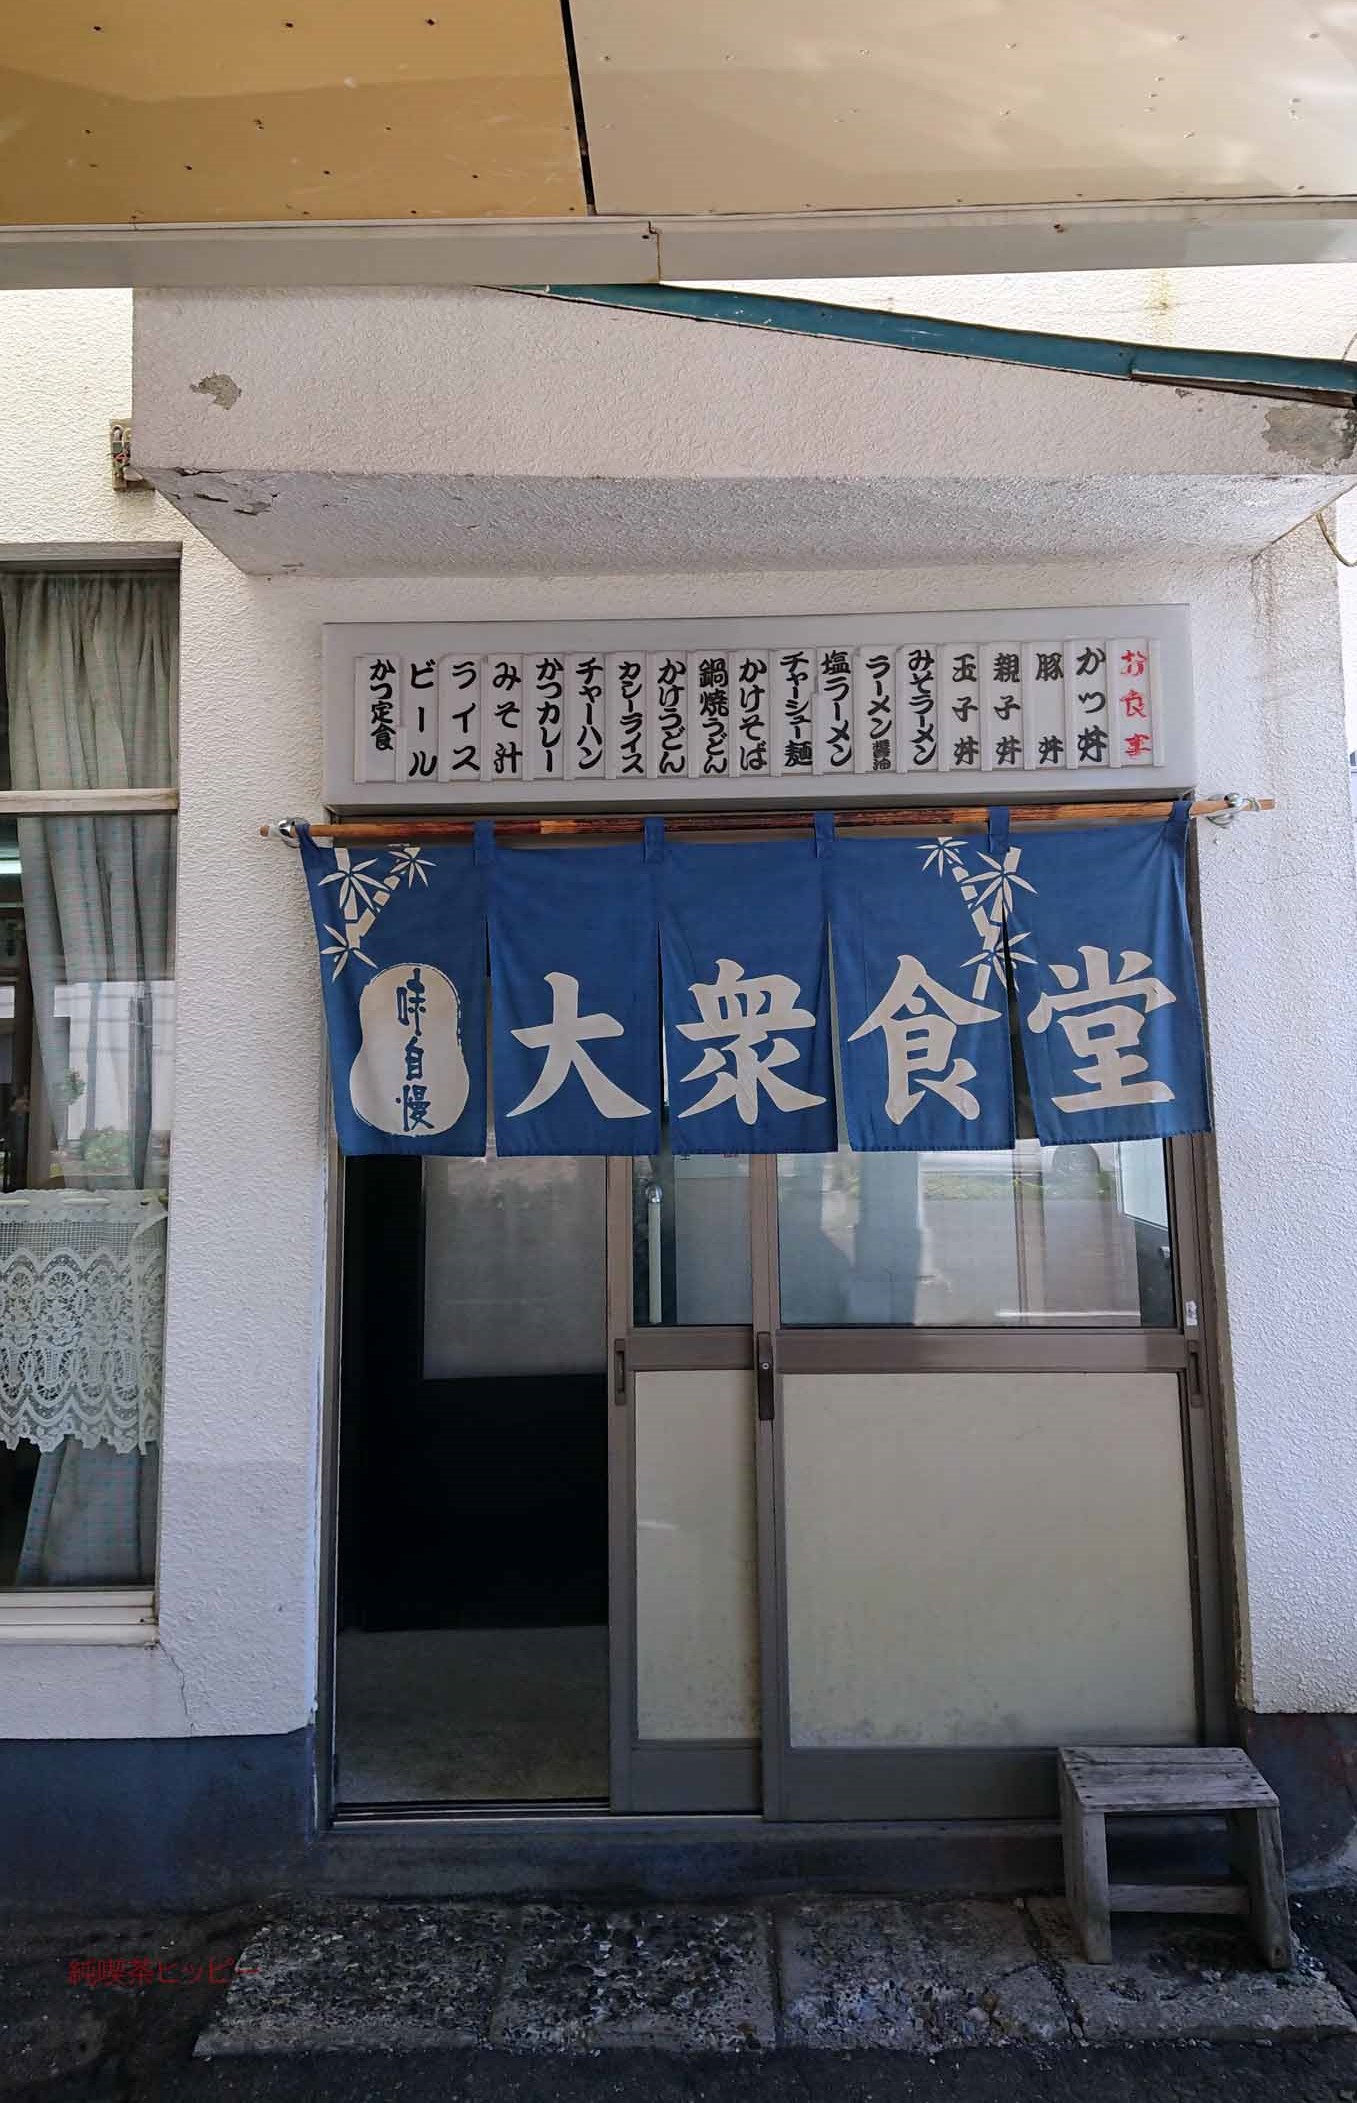 お食事
カツ丼
豚丼
親子丼
玉子丼
みそラーメン
ラーメン醤油
塩ラーメン
チャーシュー麺
かけそば
鍋焼うどん
かけうどん
カレーライス
チャーハン
かつカレー
みそ汁
ライス
ビール
かつ定食
味自慢
大衆食堂
純喫茶ヒッピー